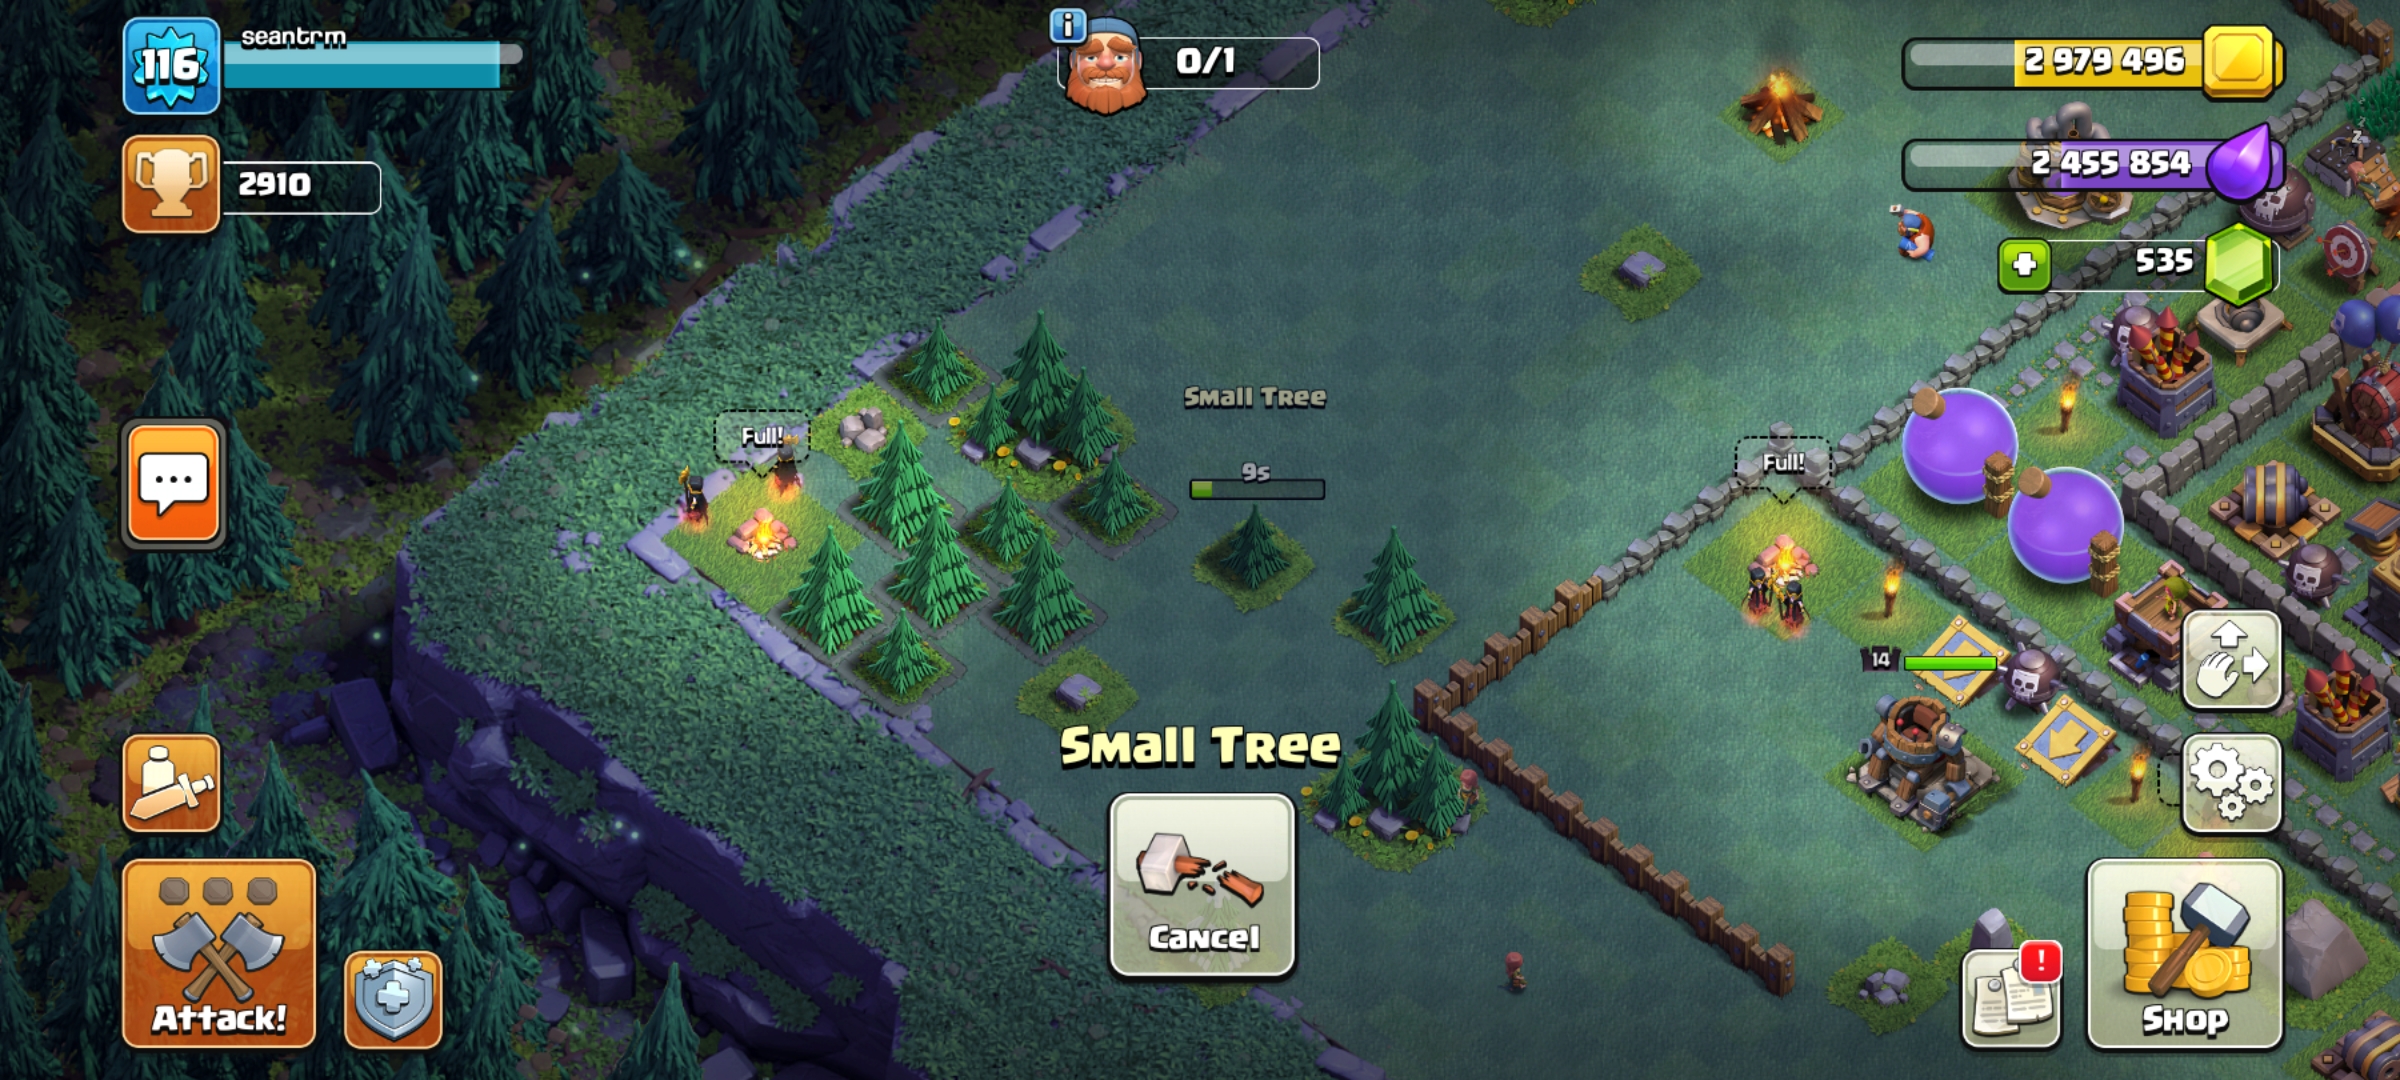 116
seantrm
0/1
2 979 496
2910
2 455 854
535
Small Tree
Full!
9s
Full!
14
Small Tree
Cancel
Attack!
!
Shop